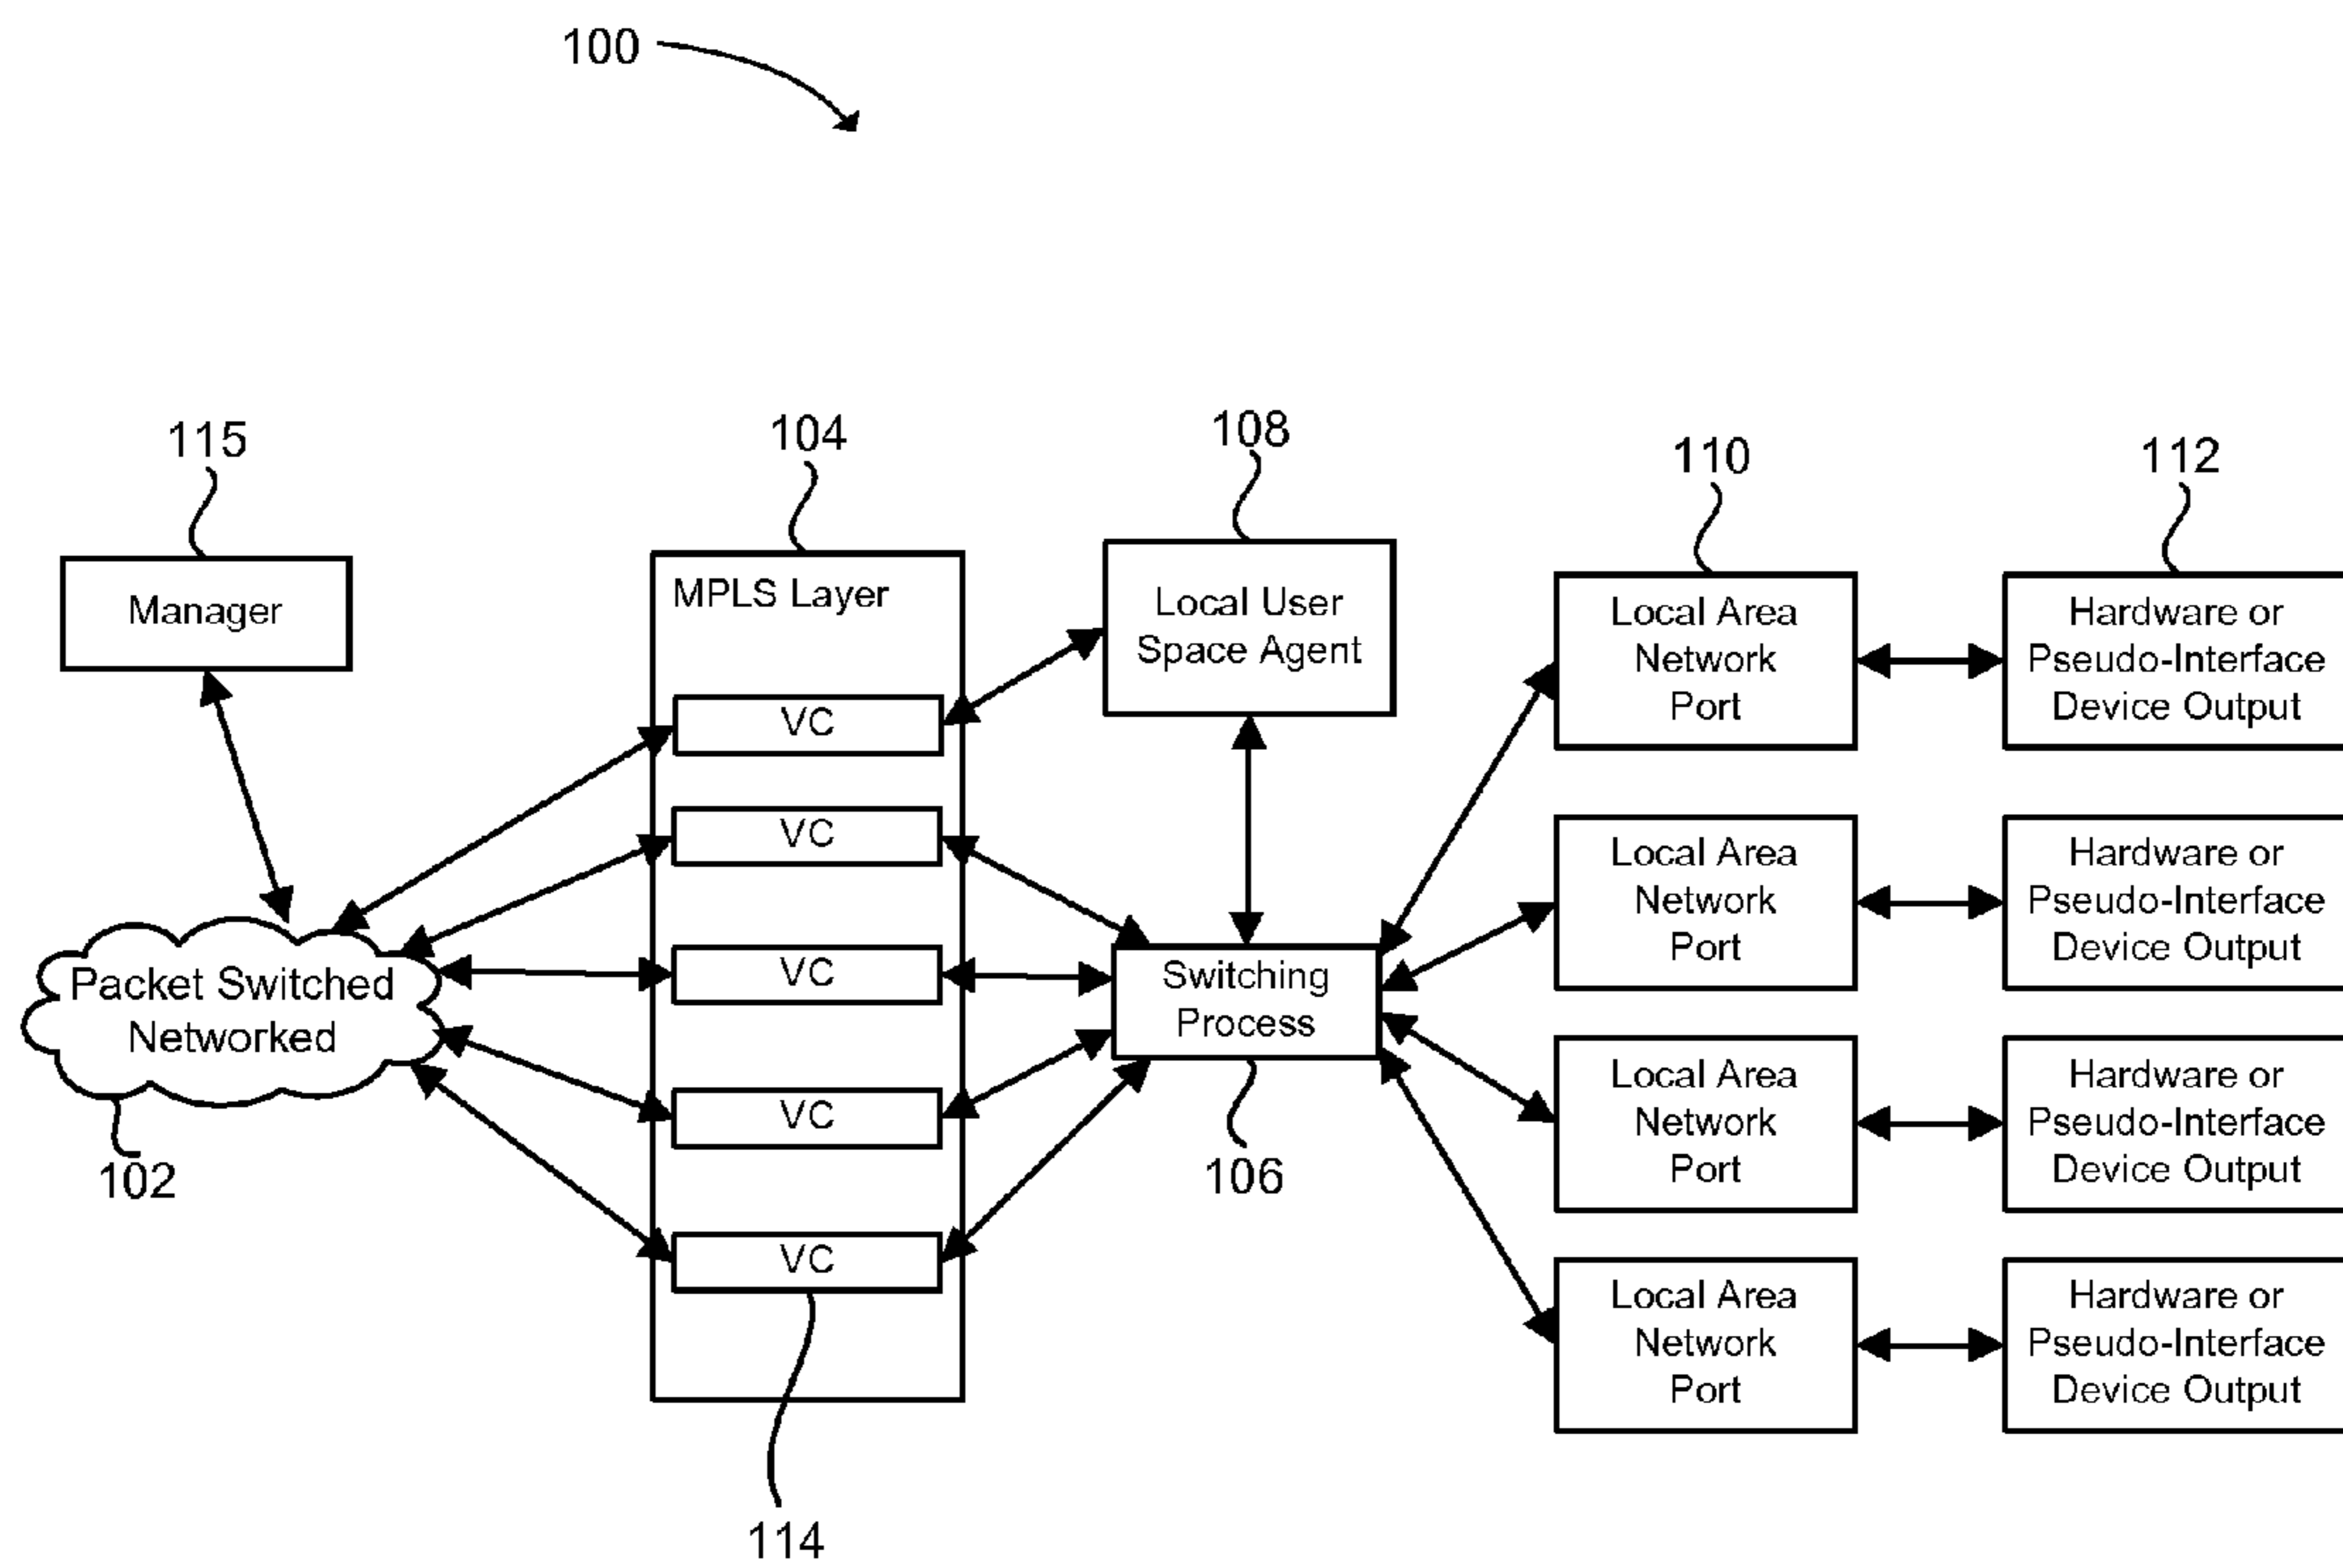 100
115
104
108
110
112
Manager
MPLS Layer
Local User
Space Agent
Local Area
Network
Port
Hardware or
Pseudo-Interface
Device Output
VC
VC
VC
VC
VC
Packet Switched
Networked
Switching
Process
Local Area
Network
Port
Hardware or
Pseudo-Interface
Device Output
Local Area
Network
Port
Hardware or
Pseudo-Interface
Device Output
Local Area
Network
Port
Hardware or
Pseudo-Interface
Device Output
102
106
114